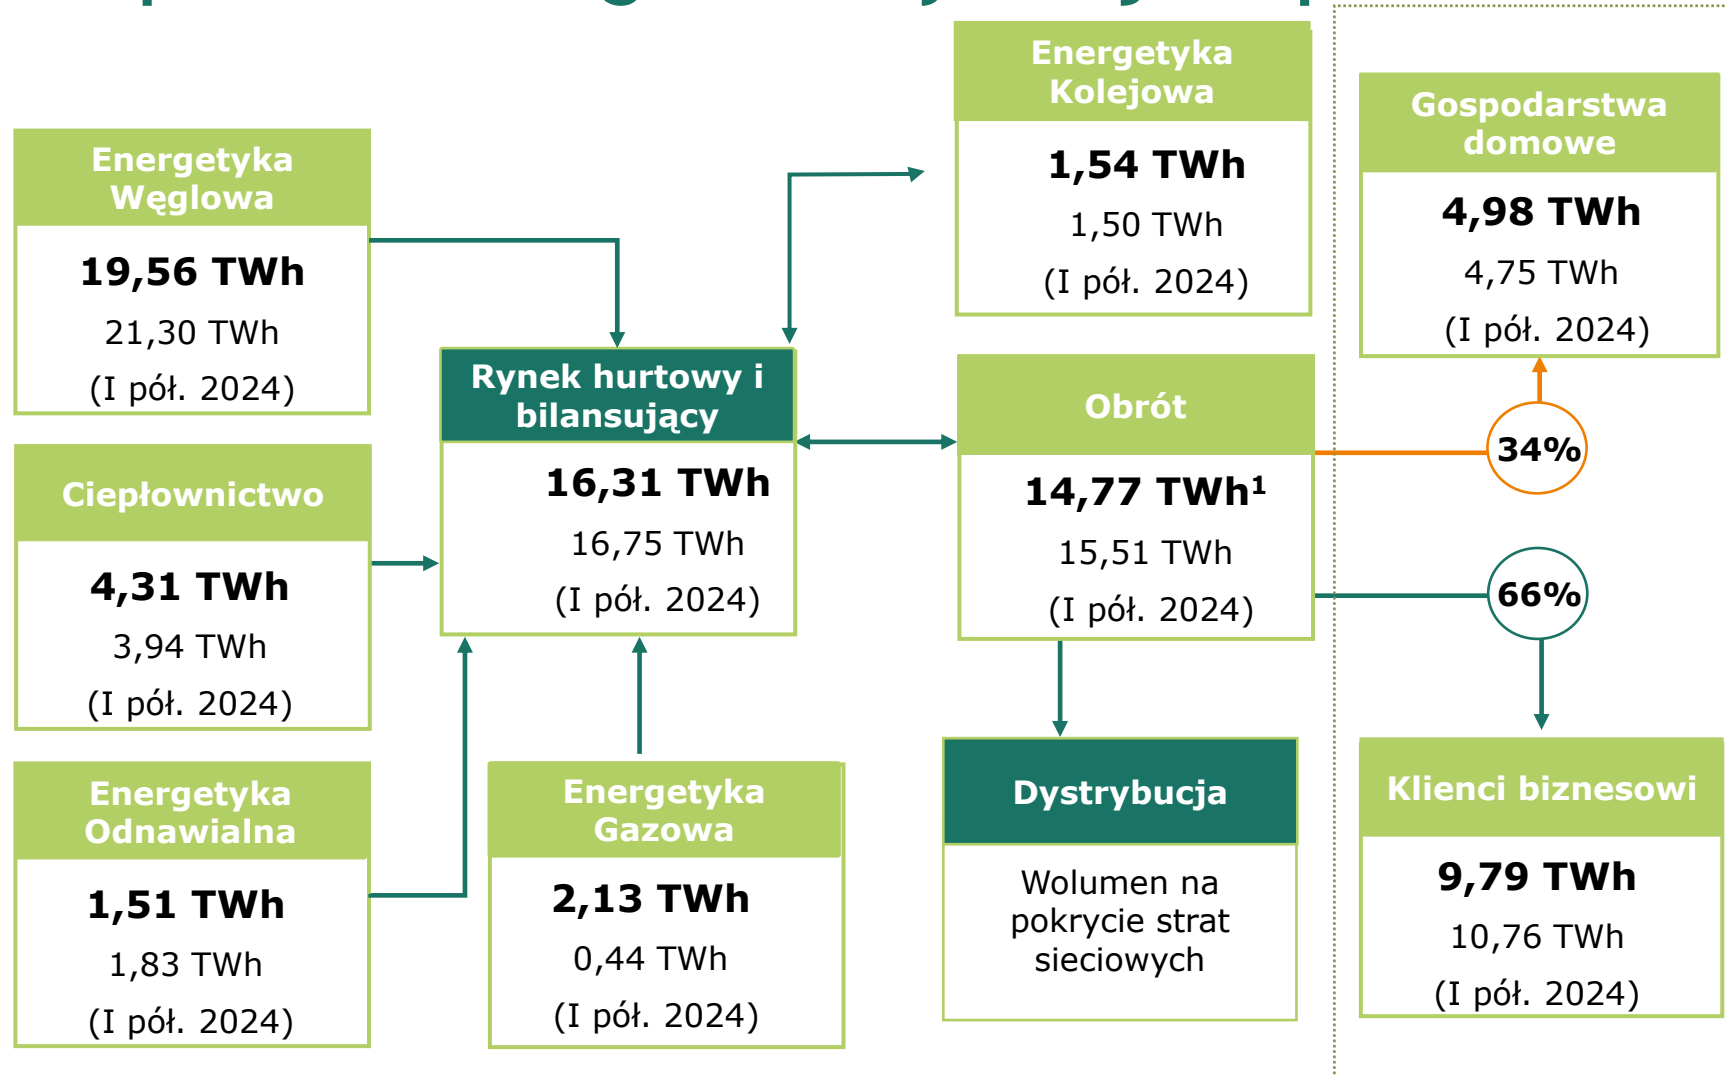 Energetyka
Węglowa
19,56 TWh
21,30 TWh
(I pół. 2024)
Ciepłownictwo
4,31 TWh
3,94 TWh
(I pół. 2024)
Energetyka
Odnawialna
1,51 TWh
1,83 TWh
(I pół. 2024)
Rynek hurtowy i
bilansujący
16,31 TWh
16,75 TWh
(I pół. 2024)
Energetyka
Gazowa
2,13 TWh
0,44 TWh
(I pół. 2024)
Energetyka
Kolejowa
1,54 TWh
1,50 TWh
(I pół. 2024)
Obrót
14,77 TWh¹
15,51 TWh
(I pół. 2024)
Dystrybucja
Wolumen na
pokrycie strat
sieciowych
Gospodarstwa
domowe
4,98 TWh
4,75 TWh
(I pół. 2024)
34%
66%
Klienci biznesowi
9,79 TWh
10,76 TWh
(I pół. 2024)